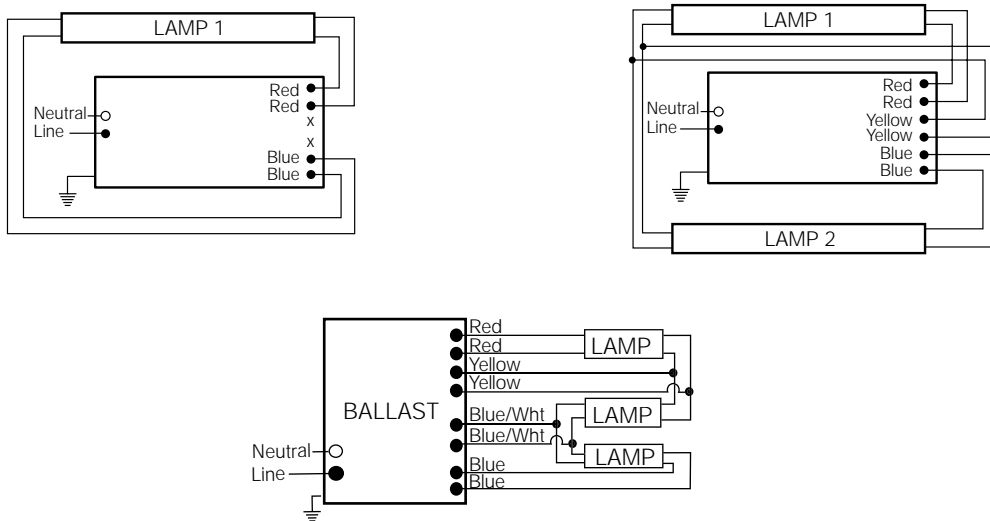 LAMP 1
Red
Red
Neutral
x
Line
x
Blue
Blue
LAMP 1
Red
Red
Neutral
Yellow
Line
Yellow
Blue
Blue
LAMP 2
Red
Red
LAMP
Yellow
Yellow
BALLAST
Blue/Wht
LAMP
Blue/Wht
Neutral
LAMP
Blue
Line
Blue